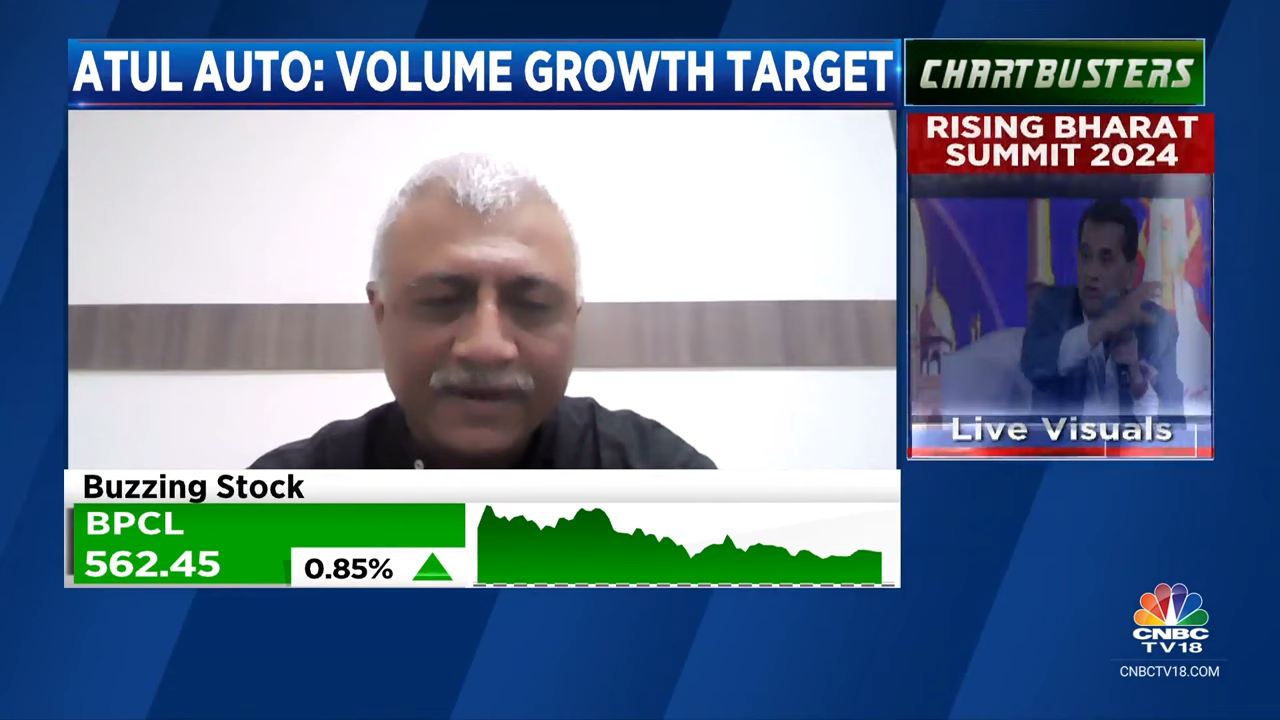 ATUL AUTO: VOLUME GROWTH TARGET
CHARTBUSTERS
RISING BHARAT
SUMMIT 2024
Live Visuals
Buzzing Stock
BPCL
562.45
0.85%
CNBC
TV18
CNBCTV18.COM